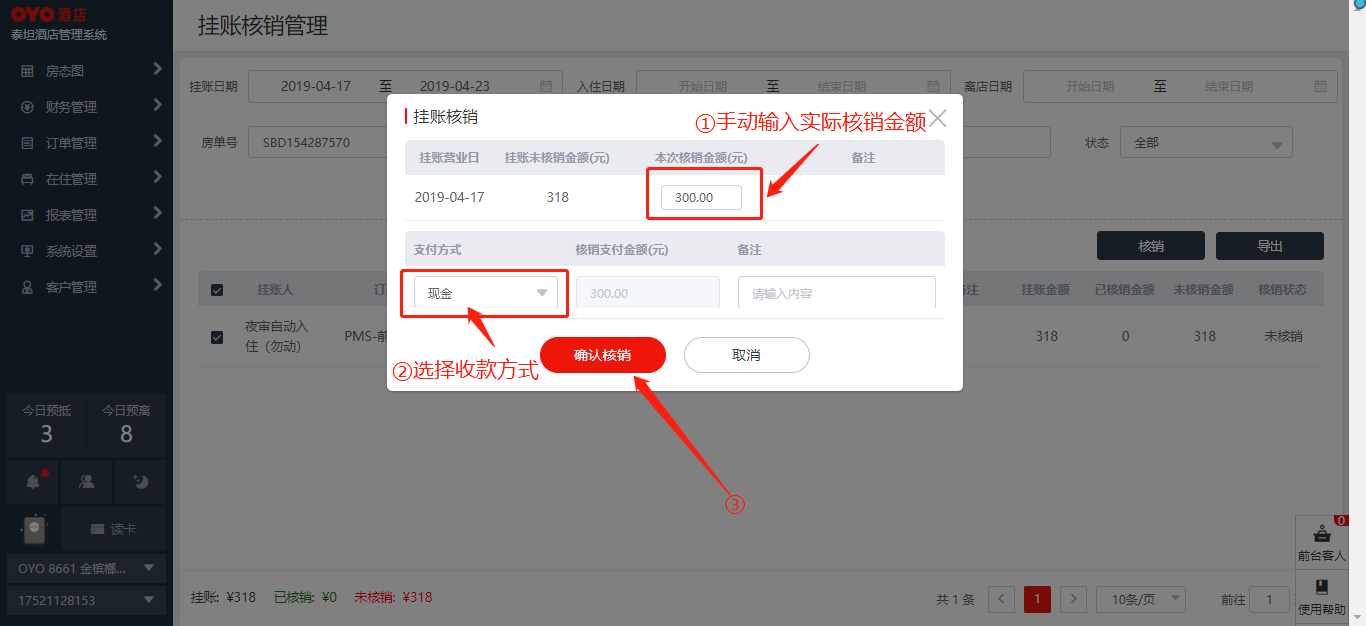 OYO 酒店
泰坦酒店管理系统
挂账核销管理
房态图
财务管理
订单管理
在住管理
报表管理
系统设置
客户管理
挂账日期 2019-04-17 至 2019-04-23 入住日期 开始日期 至 结束日期 离店日期 开始日期 至 结束日期
房单号 SBD154287570 状态 全部
核销 导出
挂账人 挂账金额 已核销金额 未核销金额 核销状态
夜审自动入
住（勿动） PMS-前 318 0 318 未核销
挂账核销
①手动输入实际核销金额
挂账营业日 挂账未核销金额(元) 本次核销金额(元) 备注
2019-04-17 318 300.00
支付方式 核销支付金额(元) 备注
现金 300.00 请输入内容
②选择收款方式
确认核销 取消
③
今日预抵 今日预离
3 8
读卡
OYO 8661 金槟榔...
17521128153
挂账: ¥318 已核销: ¥0 未核销: ¥318
共 1 条 1 10条/页 前往 1
0
前台客人
使用帮助